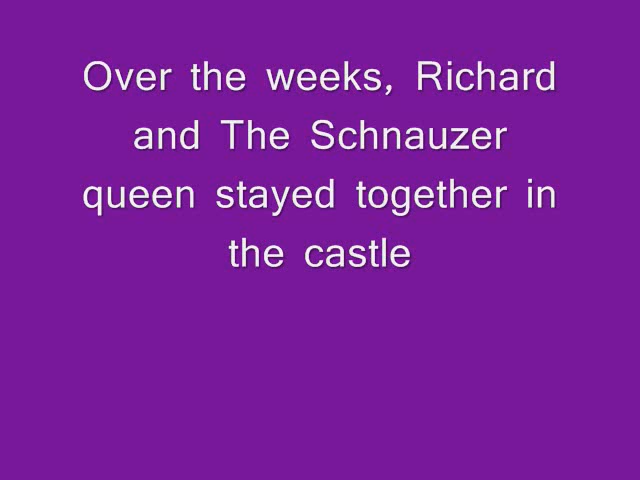 Over the weeks, Richard
and The Schnauzer
queen stayed together in
the castle